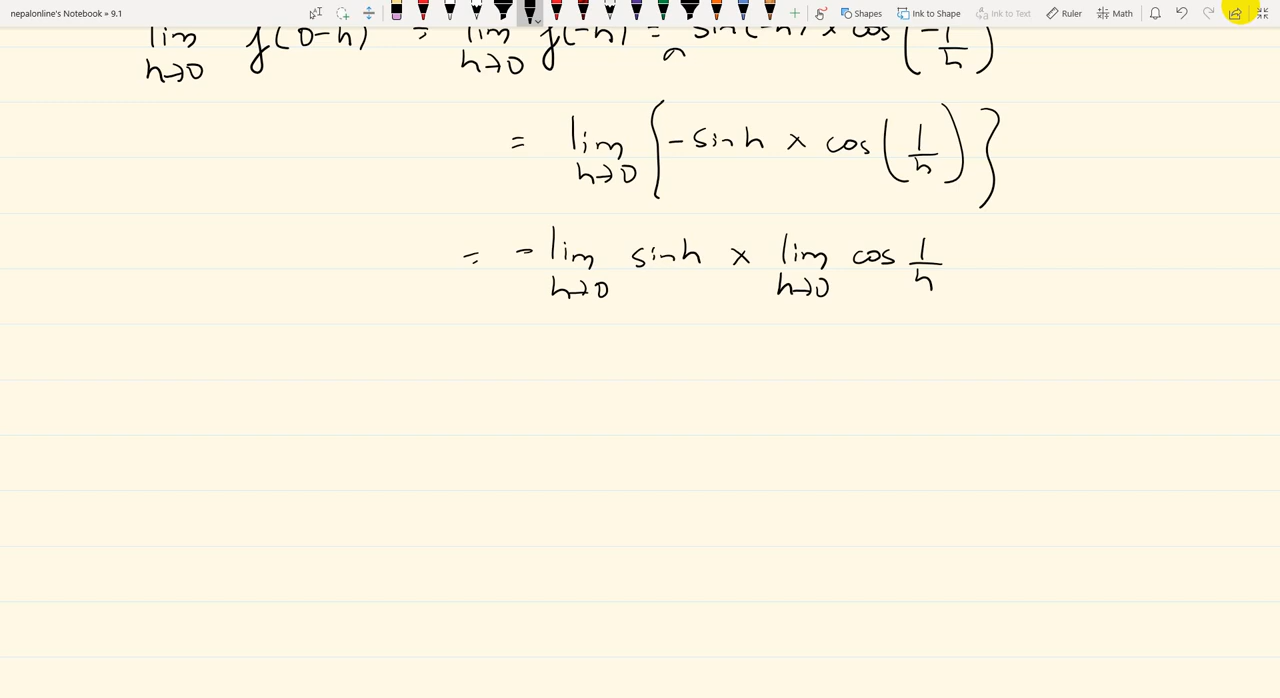 nepalonline's Notebook » 9.1 Shapes Ink to Shape Ink to Text Ruler Math
lim f(0-h) = lim f(-h) = sin(-h) × cos (-1/h)
h→0 h→0
= lim {-sinh × cos(1/h)}
h→0
= - lim sinh × lim cos 1/h
h→0 h→0